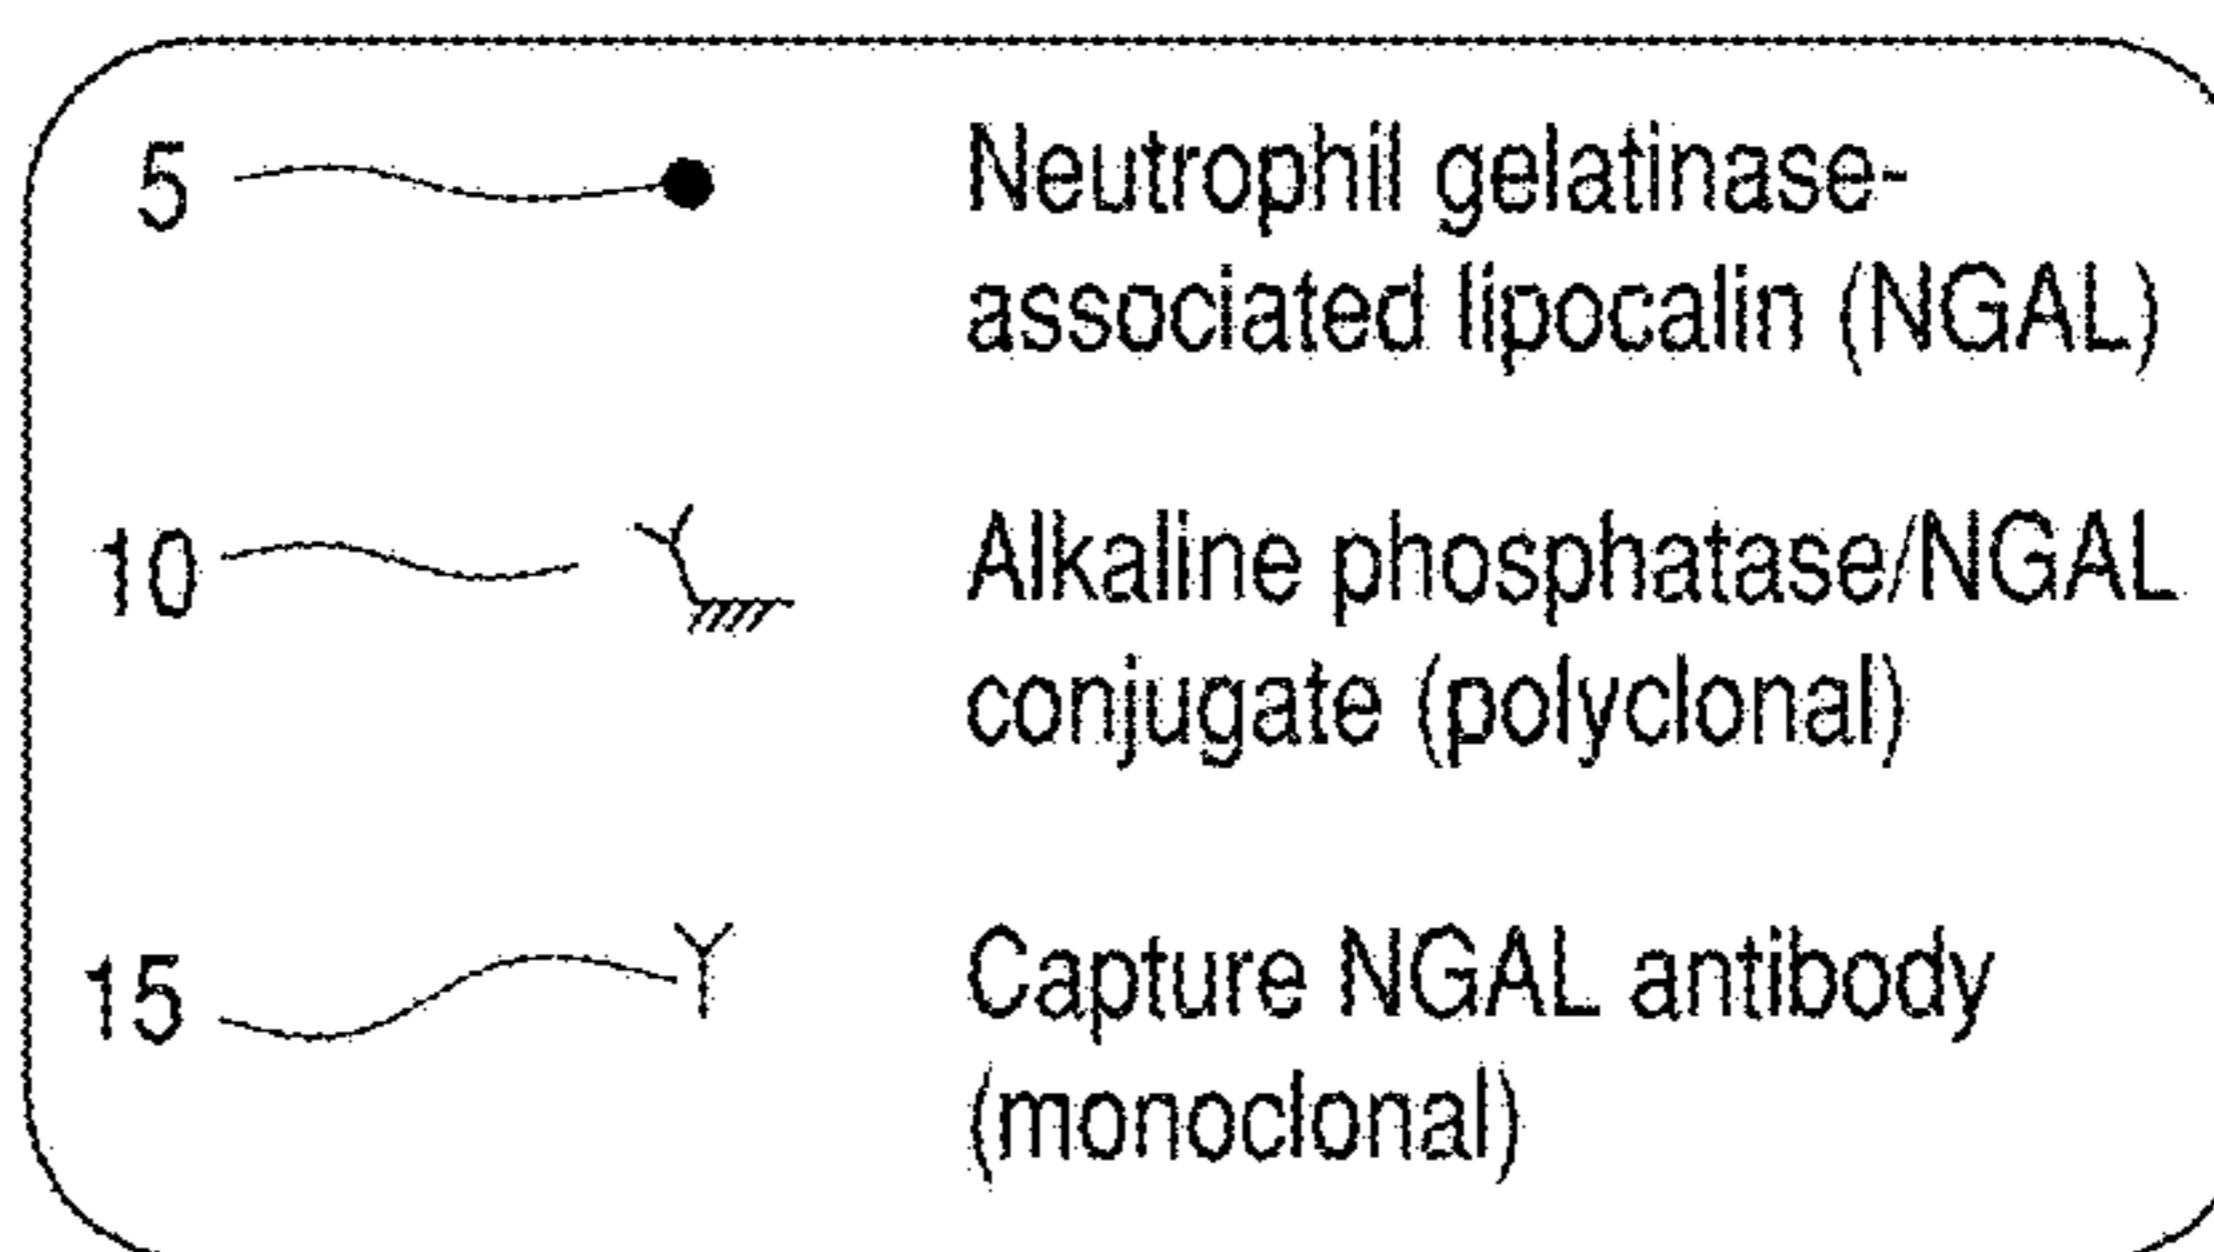 5 Neutrophil gelatinase-
associated lipocalin (NGAL)
10 Alkaline phosphatase/NGAL
conjugate (polyclonal)
15 Capture NGAL antibody
(monoclonal)